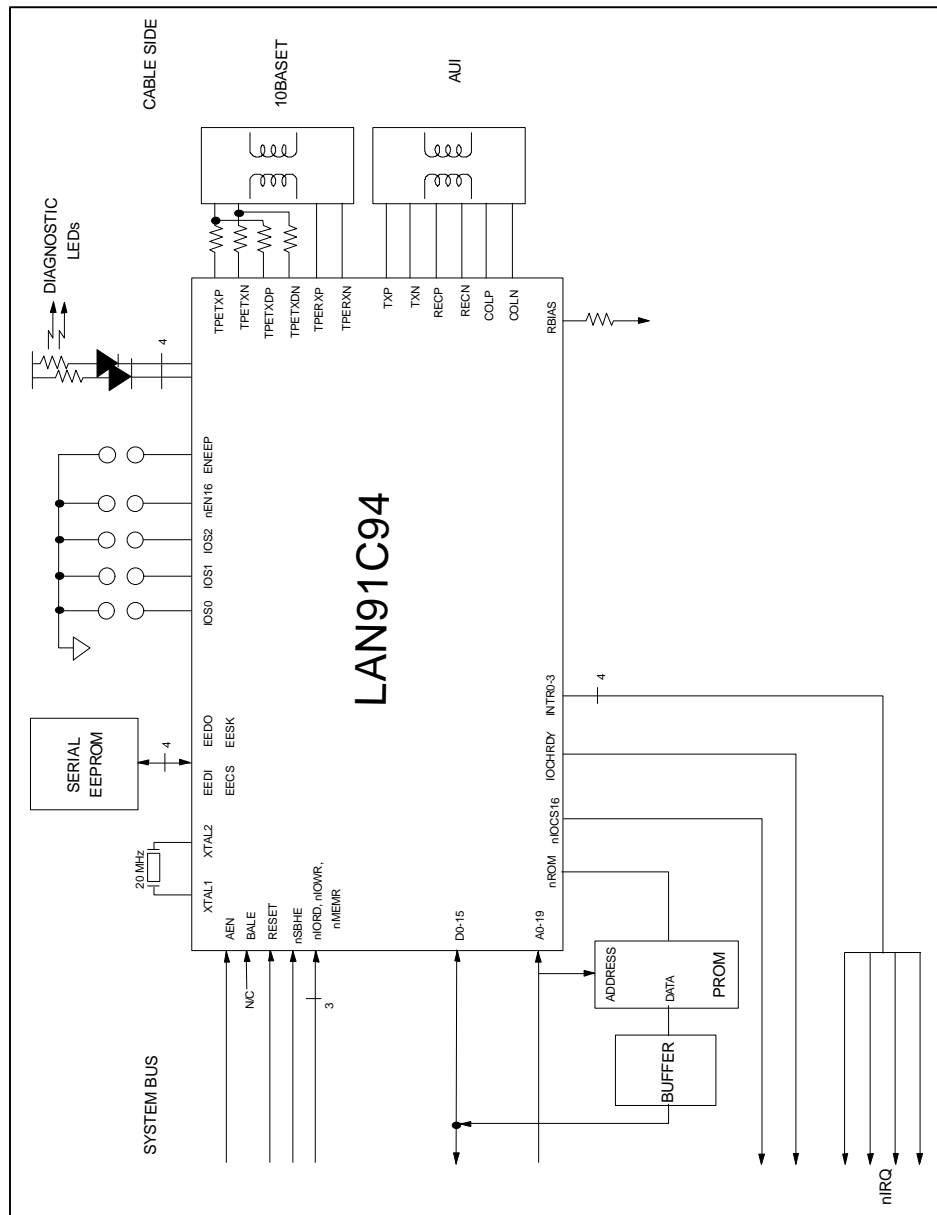 CABLE SIDE
10BASET
AUI
DIAGNOSTIC
LEDs
4
TPETXP
TPETXN
TPETXDP
TPETXDN
TPERXP
TPERXN
TXP
TXN
RECP
RECN
COLP
COLN
RBIAS
ENEEP
nEN16
IOS2
IOS1
IOS0
LAN91C94
SERIAL
EEPROM
4
EEDO
EESK
EEDI
EECS
20 MHz
XTAL2
XTAL1
INTR0-3
4
IOCHRDY
nIOCS16
nROM
AEN
BALE
RESET
nSBHE
nIORD, nIOWR,
nMEMR
D0-15
A0-19
N/C
3
ADDRESS
DATA
PROM
BUFFER
SYSTEM BUS
nIRQ